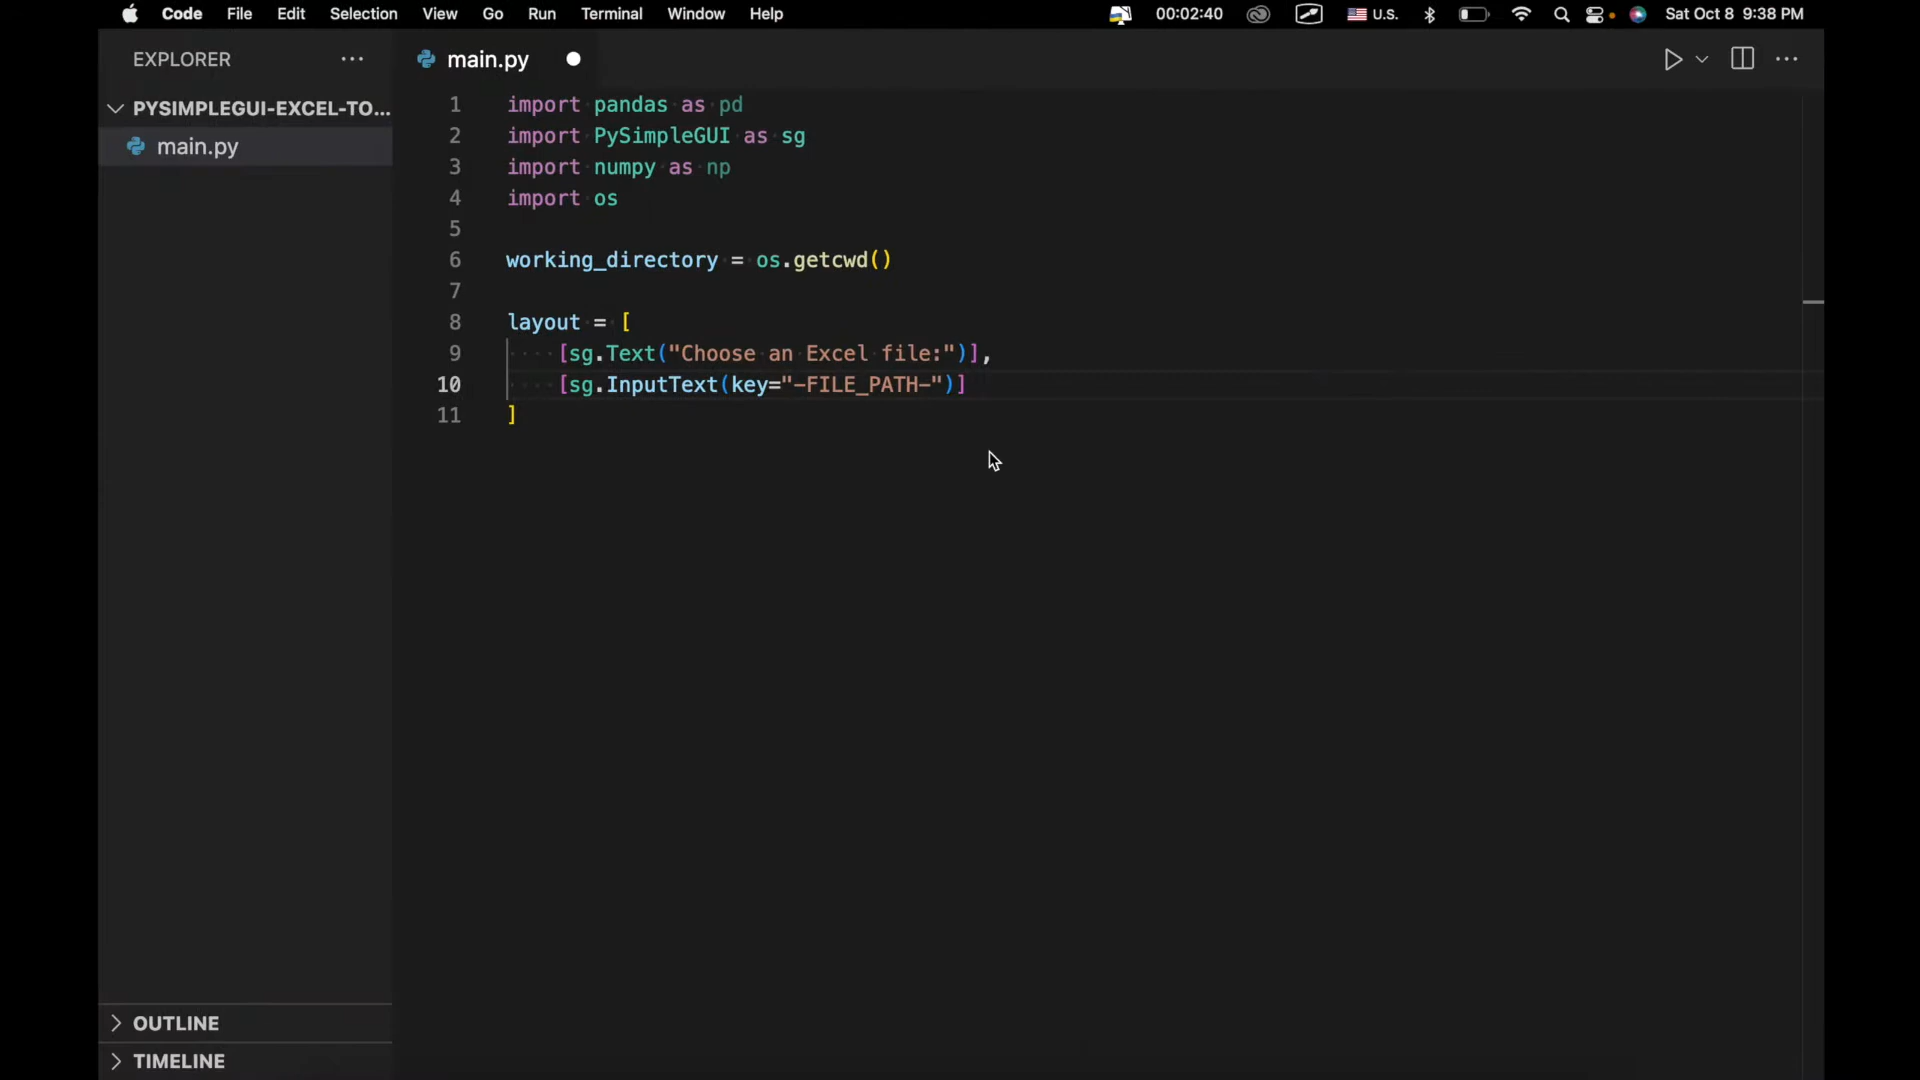 Code File Edit Selection View Go Run Terminal Window Help 00:02:40 U.S. Sat Oct 8 9:38 PM
EXPLORER ···
PYSIMPLEGUI-EXCEL-TO...
main.py
main.py
1 import pandas as pd
2 import PySimpleGUI as sg
3 import numpy as np
4 import os
5
6 working_directory = os.getcwd()
7
8 layout = [
9     [sg.Text("Choose an Excel file:")],
10     [sg.InputText(key="-FILE_PATH-")]
11 ]
OUTLINE
TIMELINE